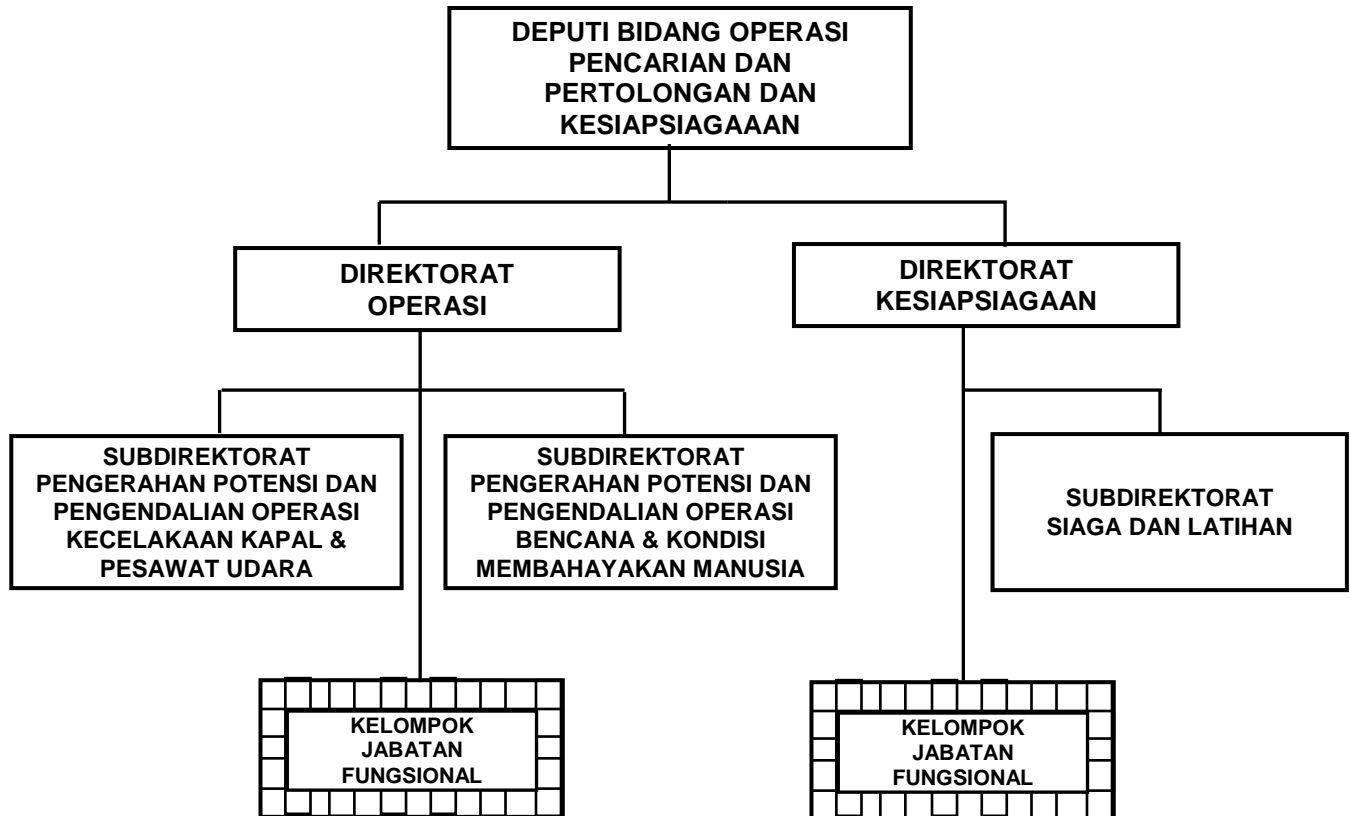 DEPUTI BIDANG OPERASI
PENCARIAN DAN
PERTOLONGAN DAN
KESIAPSIAGAAAN
DIREKTORAT
OPERASI
DIREKTORAT
KESIAPSIAGAAN
SUBDIREKTORAT
PENGERAHAN POTENSI DAN
PENGENDALIAN OPERASI
KECELAKAAN KAPAL &
PESAWAT UDARA
SUBDIREKTORAT
PENGERAHAN POTENSI DAN
PENGENDALIAN OPERASI
BENCANA & KONDISI
MEMBAHAYAKAN MANUSIA
SUBDIREKTORAT
SIAGA DAN LATIHAN
KELOMPOK
JABATAN
FUNGSIONAL
KELOMPOK
JABATAN
FUNGSIONAL